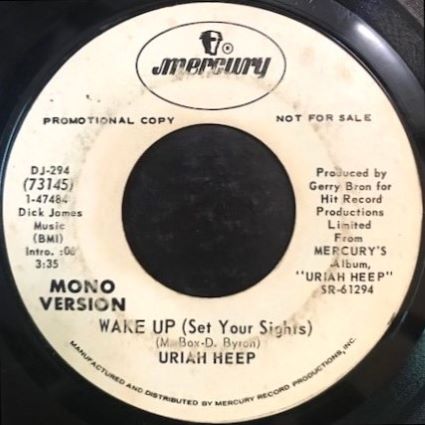 mercury
®
PROMOTIONAL COPY
NOT FOR SALE
DJ-294
(73145)
1-47484
Dick James
Music
(BMI)
Intro. :06
3:35
MONO
VERSION
Produced by
Gerry Bron for
Hit Record
Productions
Limited
From
MERCURY'S
Album,
"URIAH HEEP"
SR-61294
WAKE UP (Set Your Sights)
(M. Box-D. Byron)
URIAH HEEP
MANUFACTURED AND DISTRIBUTED BY MERCURY RECORD PRODUCTIONS, INC.